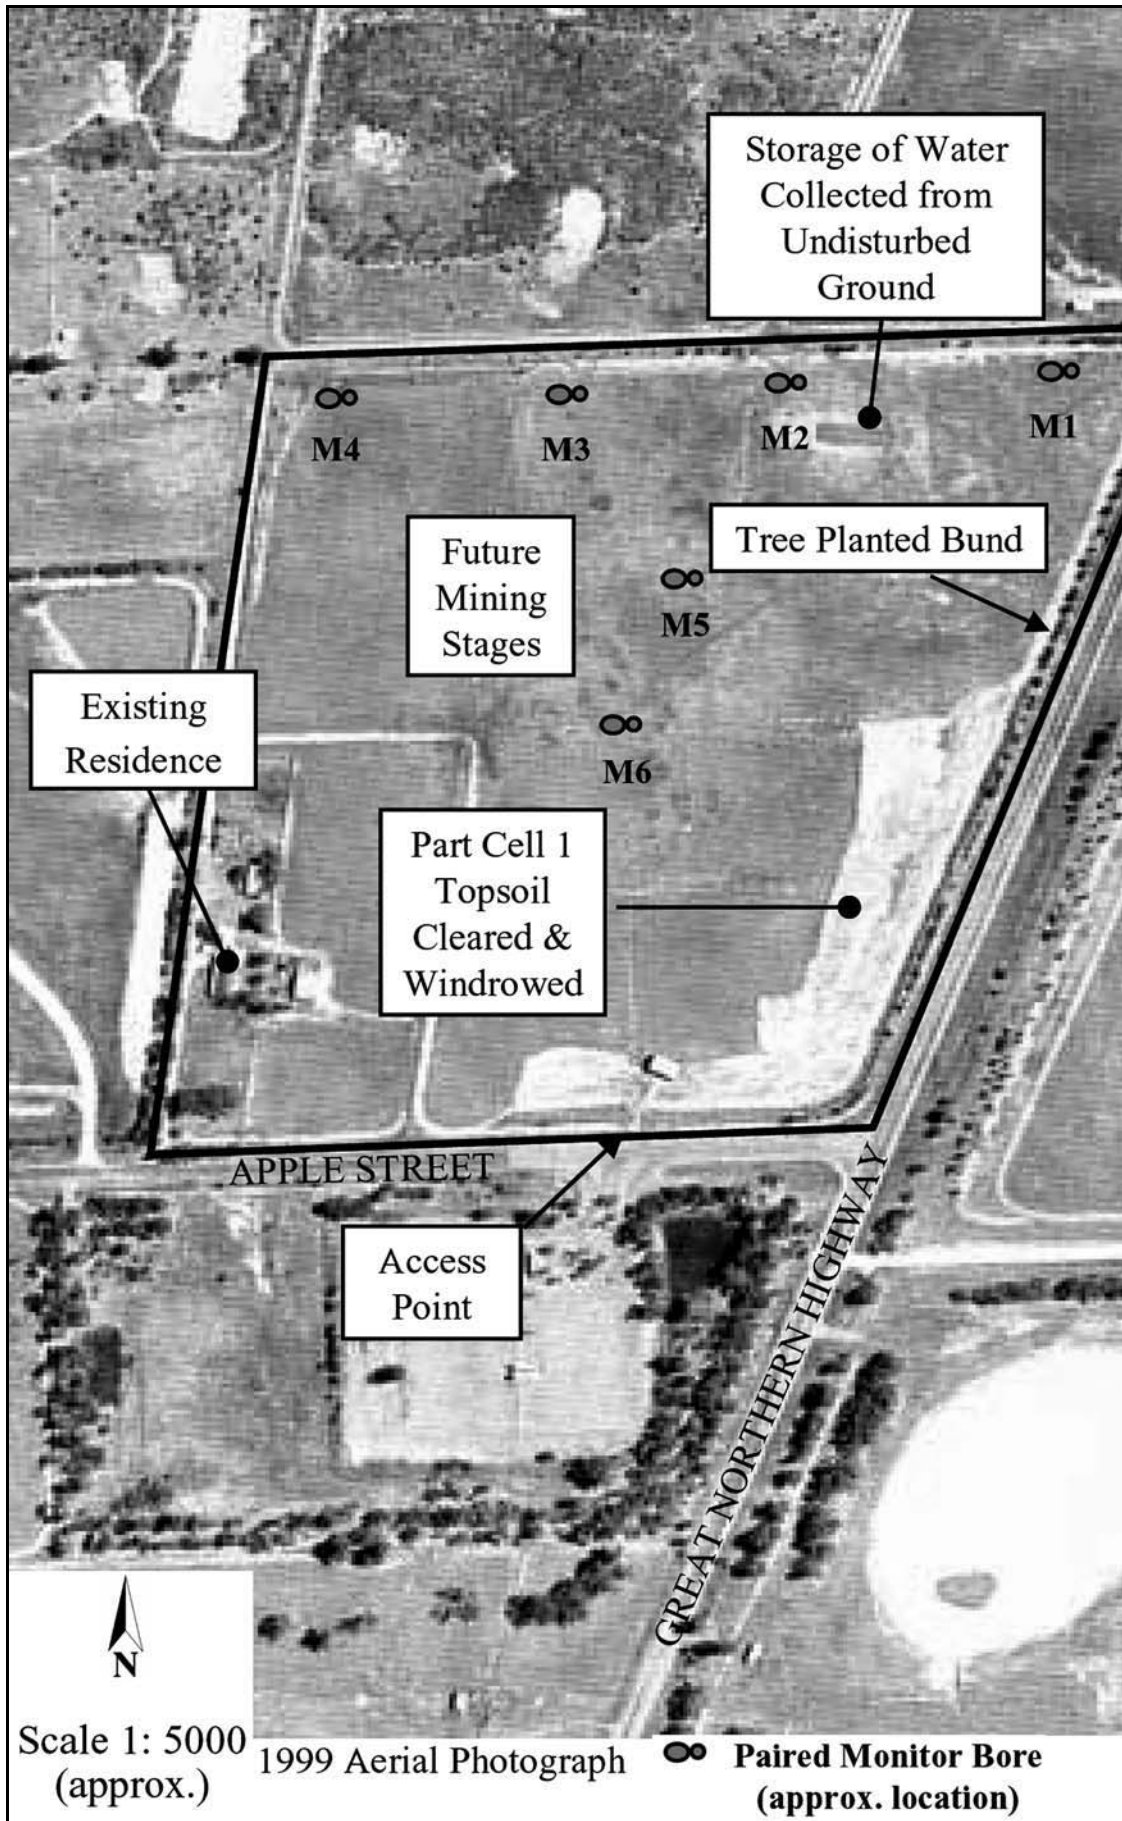 Storage of Water
Collected from
Undisturbed
Ground
M4
M3
M2
M1
Tree Planted Bund
Future
Mining
Stages
M5
Existing
Residence
M6
Part Cell 1
Topsoil
Cleared &
Windrowed
APPLE STREET
Access
Point
GREAT NORTHERN HIGHWAY
N
Scale 1: 5000
(approx.)
1999 Aerial Photograph
Paired Monitor Bore
(approx. location)